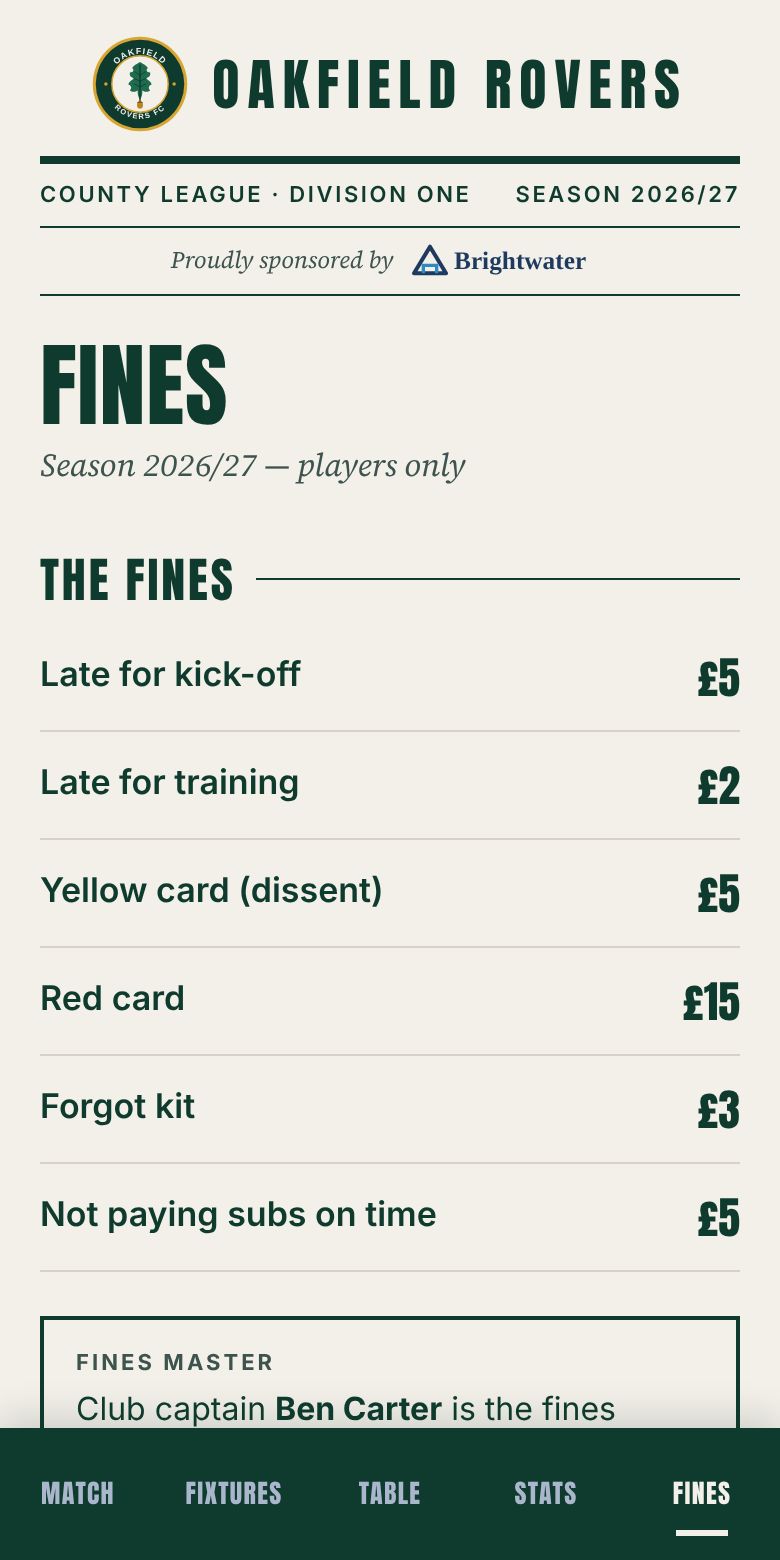 OAKFIELD
ROVERS FC
OAKFIELD ROVERS
COUNTY LEAGUE · DIVISION ONE SEASON 2026/27
Proudly sponsored by Brightwater
FINES
Season 2026/27 — players only
THE FINES
Late for kick-off £5
Late for training £2
Yellow card (dissent) £5
Red card £15
Forgot kit £3
Not paying subs on time £5
FINES MASTER
Club captain Ben Carter is the fines
MATCH FIXTURES TABLE STATS FINES